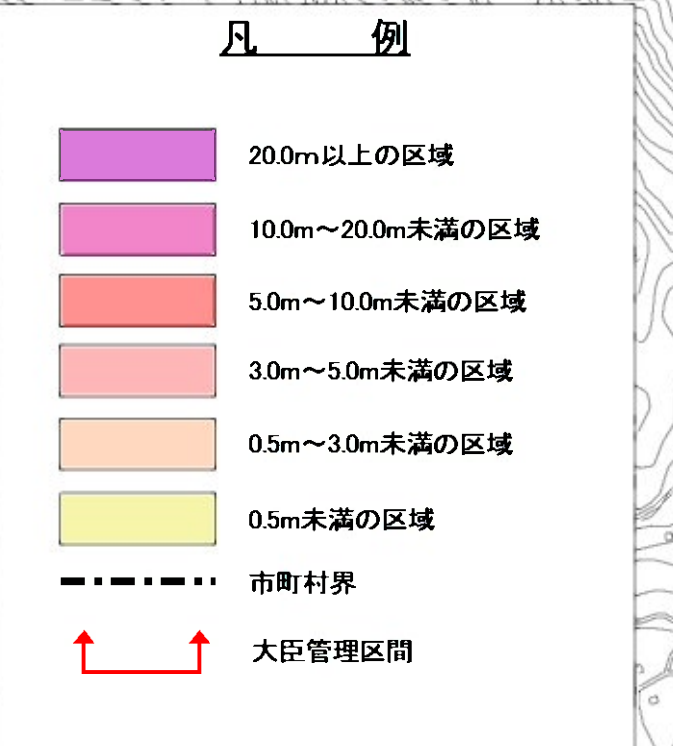 凡 例
20.0m以上の区域
10.0m～20.0m未満の区域
5.0m～10.0m未満の区域
3.0m～5.0m未満の区域
0.5m～3.0m未満の区域
0.5m未満の区域
市町村界
大臣管理区間